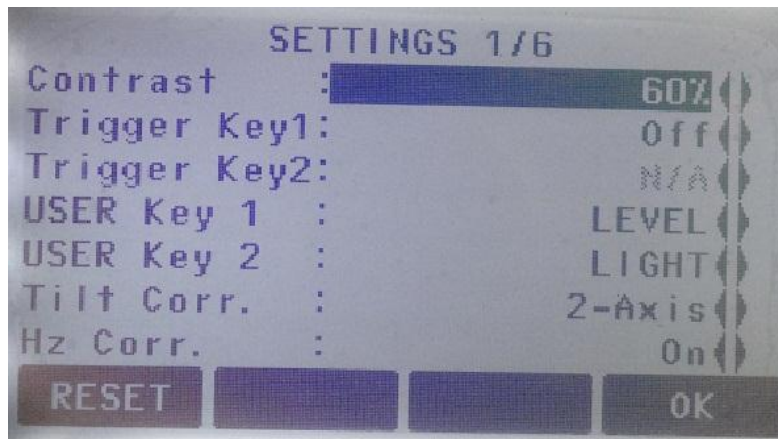 SETTINGS 1/6
Contrast : 60%
Trigger Key1: Off
Trigger Key2: N/A
USER Key 1 : LEVEL
USER Key 2 : LIGHT
Tilt Corr. : 2-Axis
Hz Corr. : On
RESET OK